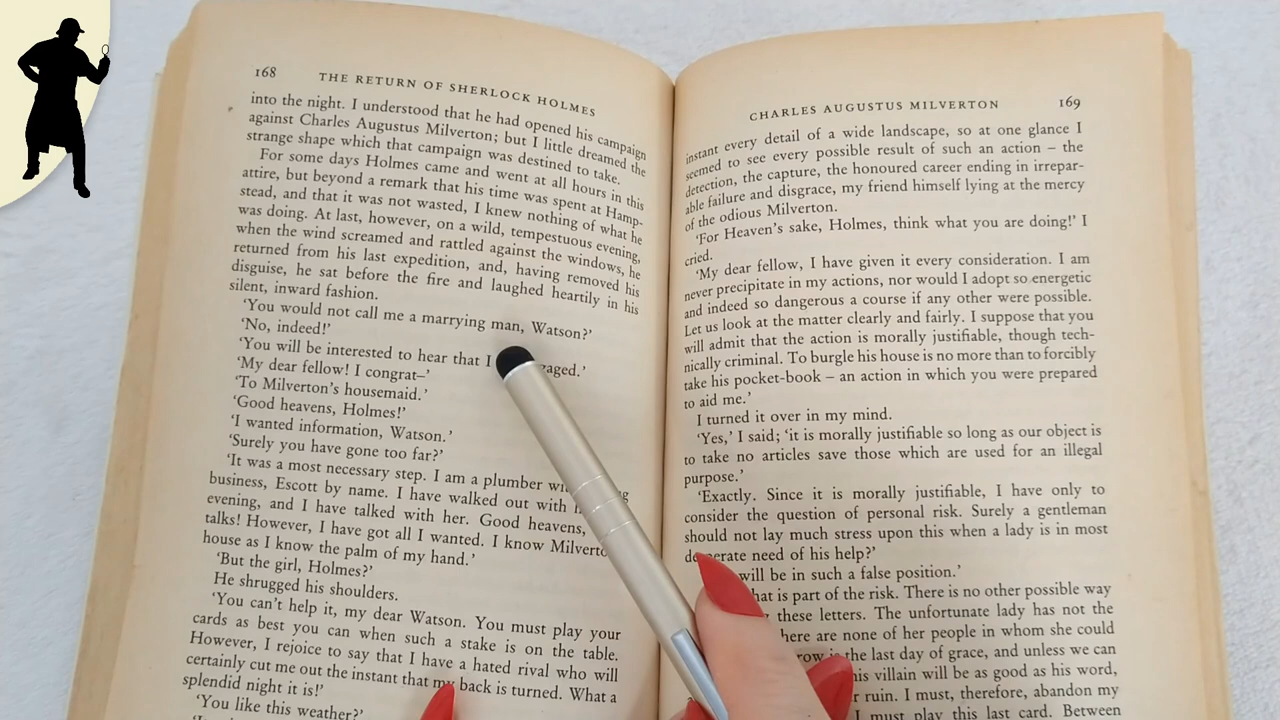 168
THE RETURN OF SHERLOCK HOLMES
into the night. I understood that he had opened his campaign
against Charles Augustus Milverton; but I little dreamed the
strange shape which that campaign was destined to take.
For some days Holmes came and went at all hours in this
attire, but beyond a remark that his time was spent at Hamp-
stead, and that it was not wasted, I knew nothing of what he
was doing. At last, however, on a wild, tempestuous evening,
when the wind screamed and rattled against the windows, he
returned from his last expedition, and, having removed his
disguise, he sat before the fire and laughed heartily in his
silent, inward fashion.
‘You would not call me a marrying man, Watson?’
‘No, indeed!’
‘You will be interested to hear that I
‘My dear fellow! I congrat–’
‘To Milverton’s housemaid.’
‘Good heavens, Holmes!’
‘I wanted information, Watson.’
‘Surely you have gone too far?’
‘It was a most necessary step. I am a plumber
business, Escott by name. I have walked out with
evening, and I have talked with her. Good heavens,
talks! However, I have got all I wanted. I know
house as I know the palm of my hand.’
‘But the girl, Holmes?’
He shrugged his shoulders.
‘You can’t help it, my dear Watson. You must play your
cards as best you can when such a stake is on the table.
However, I rejoice to say that I have a hated rival who will
certainly cut me out the instant that my back is turned. What a
splendid night it is!’
‘You like this weather?’
CHARLES AUGUSTUS MILVERTON
169
instant every detail of a wide landscape, so at one glance I
seemed to see every possible result of such an action – the
detection, the capture, the honoured career ending in irrepar-
able failure and disgrace, my friend himself lying at the mercy
of the odious Milverton.
‘For Heaven’s sake, Holmes, think what you are doing!’ I
cried.
‘My dear fellow, I have given it every consideration. I am
never precipitate in my actions, nor would I adopt so energetic
and indeed so dangerous a course if any other were possible.
Let us look at the matter clearly and fairly. I suppose that you
will admit that the action is morally justifiable, though tech-
nically criminal. To burgle his house is no more than to forcibly
take his pocket-book – an action in which you were prepared
to aid me.’
I turned it over in my mind.
‘Yes,’ I said; ‘it is morally justifiable so long as our object is
to take no articles save those which are used for an illegal
purpose.’
‘Exactly. Since it is morally justifiable, I have only to
consider the question of personal risk. Surely a gentleman
should not lay much stress upon this when a lady is in most
desperate need of his help?’
will be in such a false position.’
that is part of the risk. There is no other possible way
these letters. The unfortunate lady has not the
there are none of her people in whom she could
is the last day of grace, and unless we can
this villain will be as good as his word,
ruin. I must, therefore, abandon my
I must play this last card. Between